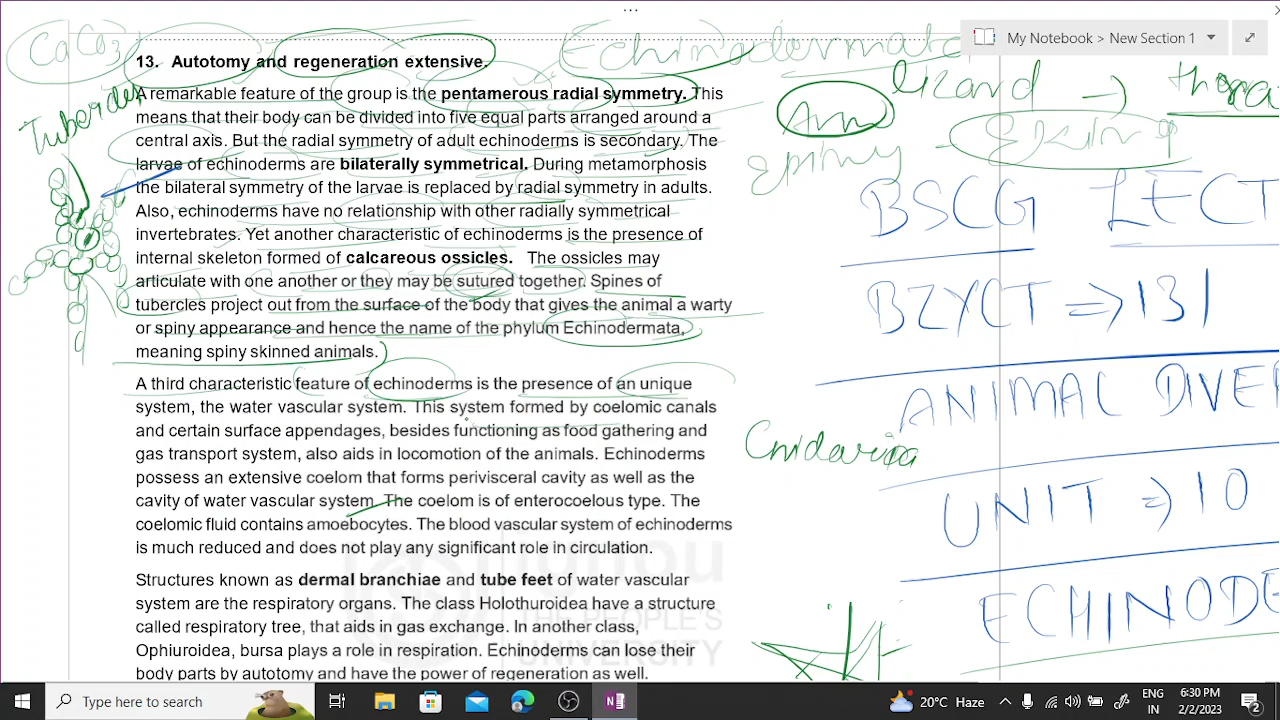 ...
My Notebook > New Section 1
CaCO3
Echinodermata
13. Autotomy and regeneration extensive.
A remarkable feature of the group is the pentamerous radial symmetry. This
means that their body can be divided into five equal parts arranged around a
central axis. But the radial symmetry of adult echinoderms is secondary. The
larvae of echinoderms are bilaterally symmetrical. During metamorphosis
the bilateral symmetry of the larvae is replaced by radial symmetry in adults.
Also, echinoderms have no relationship with other radially symmetrical
invertebrates. Yet another characteristic of echinoderms is the presence of
internal skeleton formed of calcareous ossicles. The ossicles may
articulate with one another or they may be sutured together. Spines of
tubercles project out from the surface of the body that gives the animal a warty
or spiny appearance and hence the name of the phylum Echinodermata,
meaning spiny skinned animals.)
A third characteristic feature of echinoderms is the presence of an unique
system, the water vascular system. This system formed by coelomic canals
and certain surface appendages, besides functioning as food gathering and
gas transport system, also aids in locomotion of the animals. Echinoderms
possess an extensive coelom that forms perivisceral cavity as well as the
cavity of water vascular system. The coelom is of enterocoelous type. The
coelomic fluid contains amoebocytes. The blood vascular system of echinoderms
is much reduced and does not play any significant role in circulation.
Structures known as dermal branchiae and tube feet of water vascular
system are the respiratory organs. The class Holothuroidea have a structure
called respiratory tree, that aids in gas exchange. In another class,
Ophiuroidea, bursa plays a role in respiration. Echinoderms can lose their
body parts by autotomy and have the power of regeneration as well.
ignou
THE PEOPLE'S
UNIVERSITY
lizard →
Arm
spiny -
BSCG LECT
BZYCT => 131
ANIMAL DIVER
Cnidaria
UNIT => 10
ECHINODE
Type here to search
20°C Haze
ENG
IN
6:30 PM
2/2/2023
2